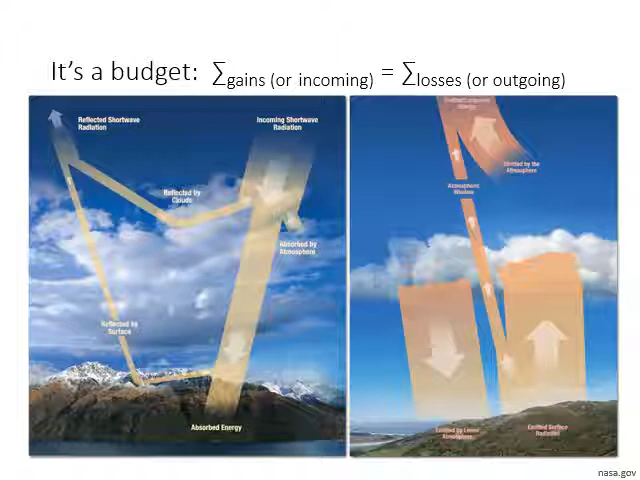 It's a budget: ∑gains (or incoming) = ∑losses (or outgoing)
Reflected Shortwave
Radiation
Incoming Shortwave
Radiation
Reflected by
Clouds
Absorbed by
Atmosphere
Reflected by
Surface
Absorbed Energy
Emitted by the
Atmosphere
Atmospheric
Window
Emitted by Lower
Atmosphere
Emitted Surface
Radiation
nasa.gov